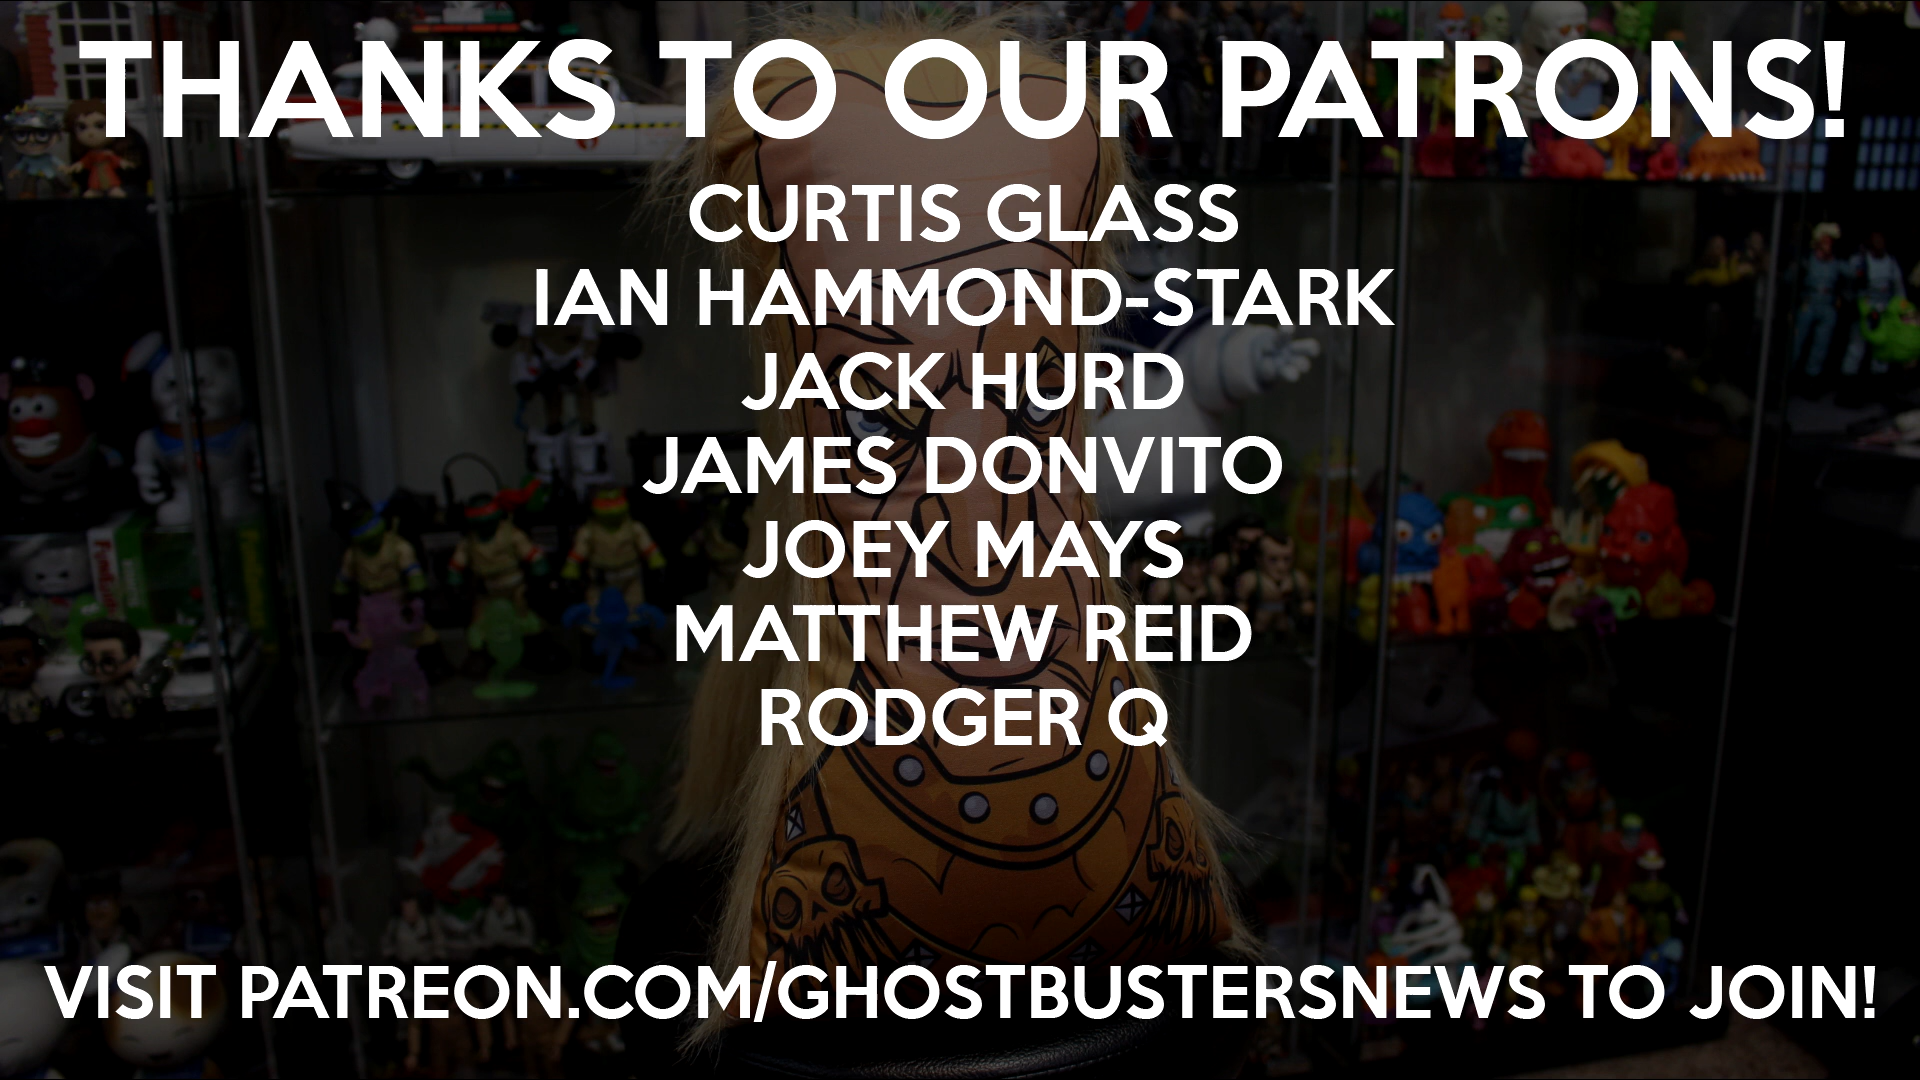 THANKS TO OUR PATRONS!
CURTIS GLASS
IAN HAMMOND-STARK
JACK HURD
JAMES DONVITO
JOEY MAYS
MATTHEW REID
RODGER Q
VISIT PATREON.COM/GHOSTBUSTERSNEWS TO JOIN!